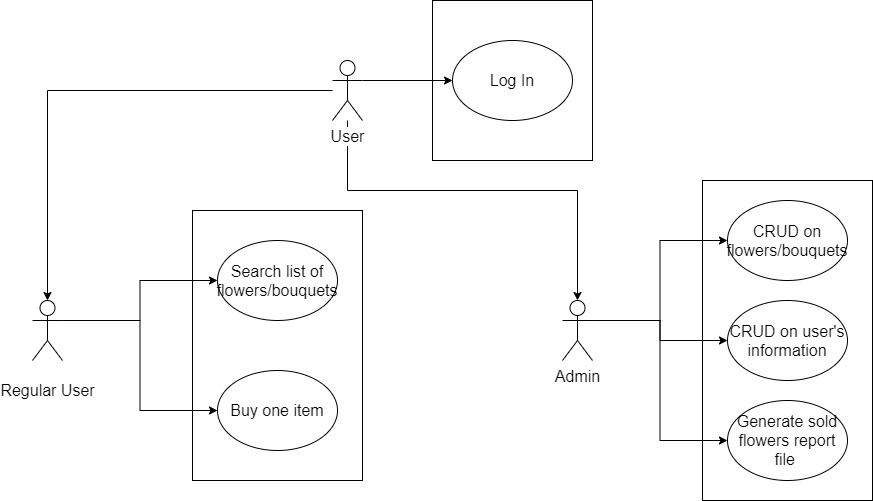 Log In
User
CRUD on
flowers/bouquets
Search list of
flowers/bouquets
CRUD on user's
information
Admin
Regular User
Buy one item
Generate sold
flowers report
file